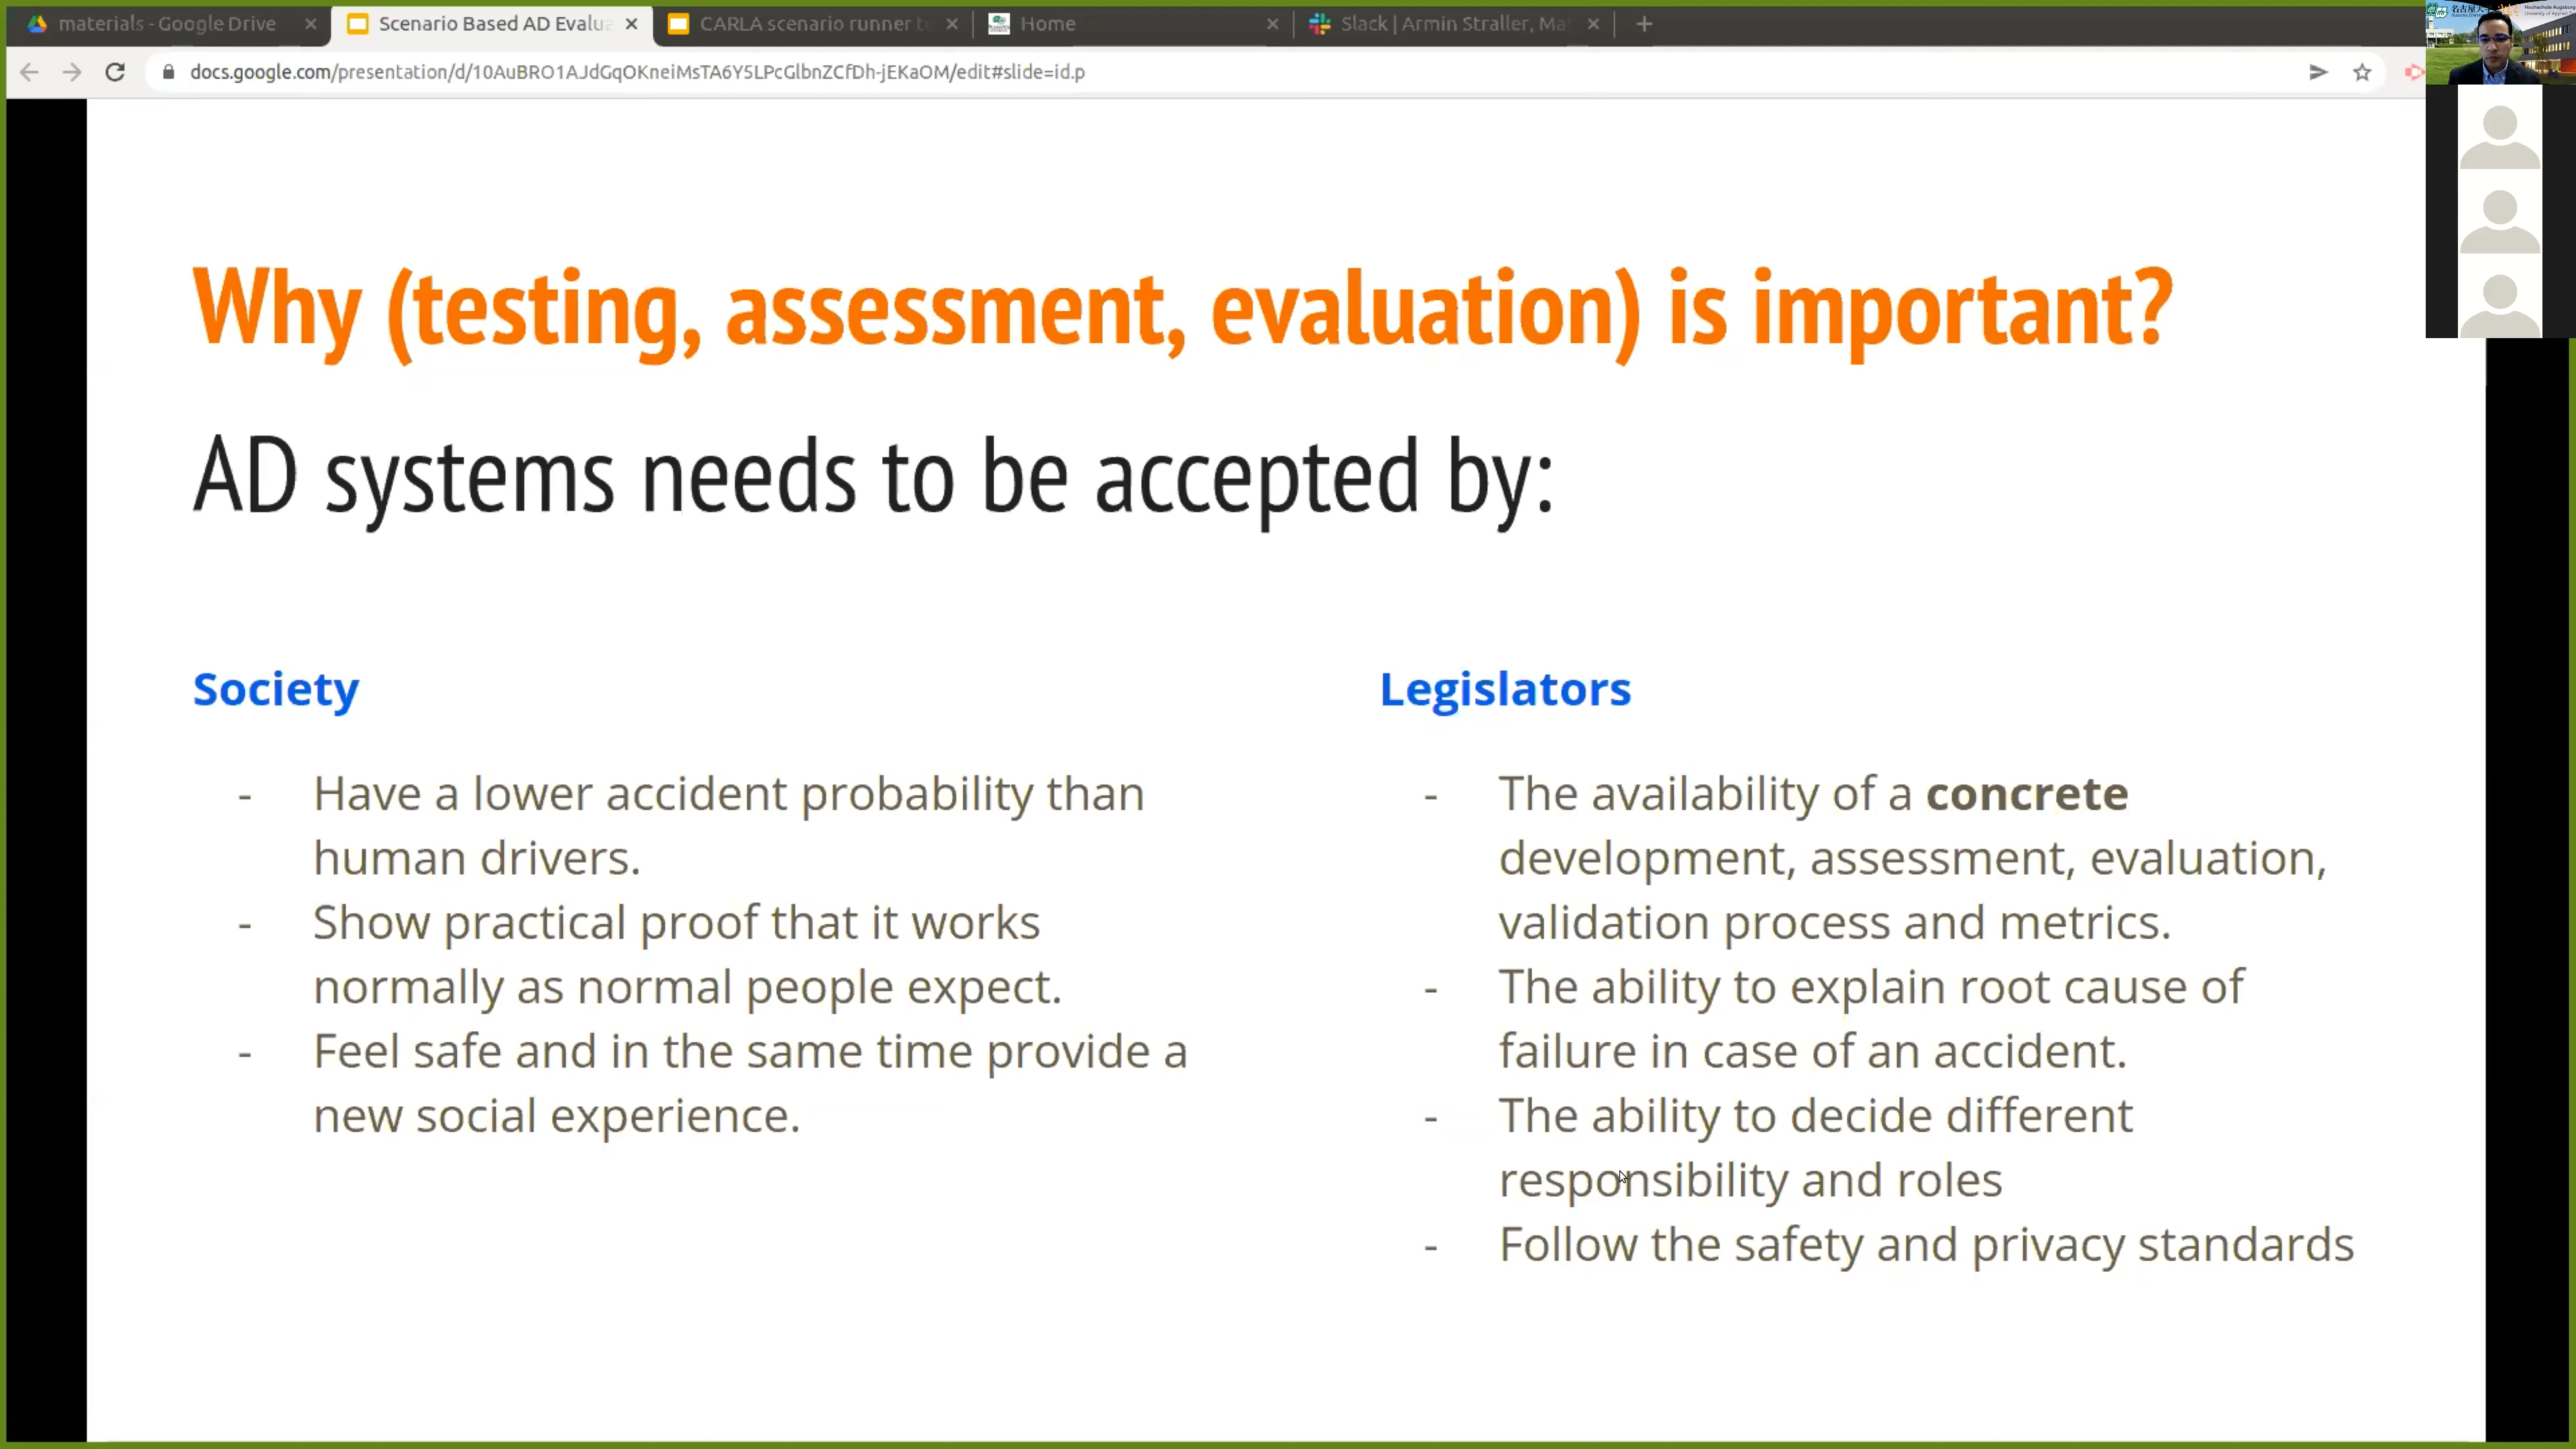 materials - Google Drive
Scenario Based AD Evalua
CARLA scenario runner tu
Home
Slack | Armin Straller, Ma
docs.google.com/presentation/d/10AuBRO1AJdGqOKneiMsTA6Y5LPcGlbnZCfDh-jEKaOM/edit#slide=id.p
Why (testing, assessment, evaluation) is important?
AD systems needs to be accepted by:
Society
- Have a lower accident probability than
human drivers.
- Show practical proof that it works
normally as normal people expect.
- Feel safe and in the same time provide a
new social experience.
Legislators
- The availability of a concrete
development, assessment, evaluation,
validation process and metrics.
- The ability to explain root cause of
failure in case of an accident.
- The ability to decide different
responsibility and roles
- Follow the safety and privacy standards